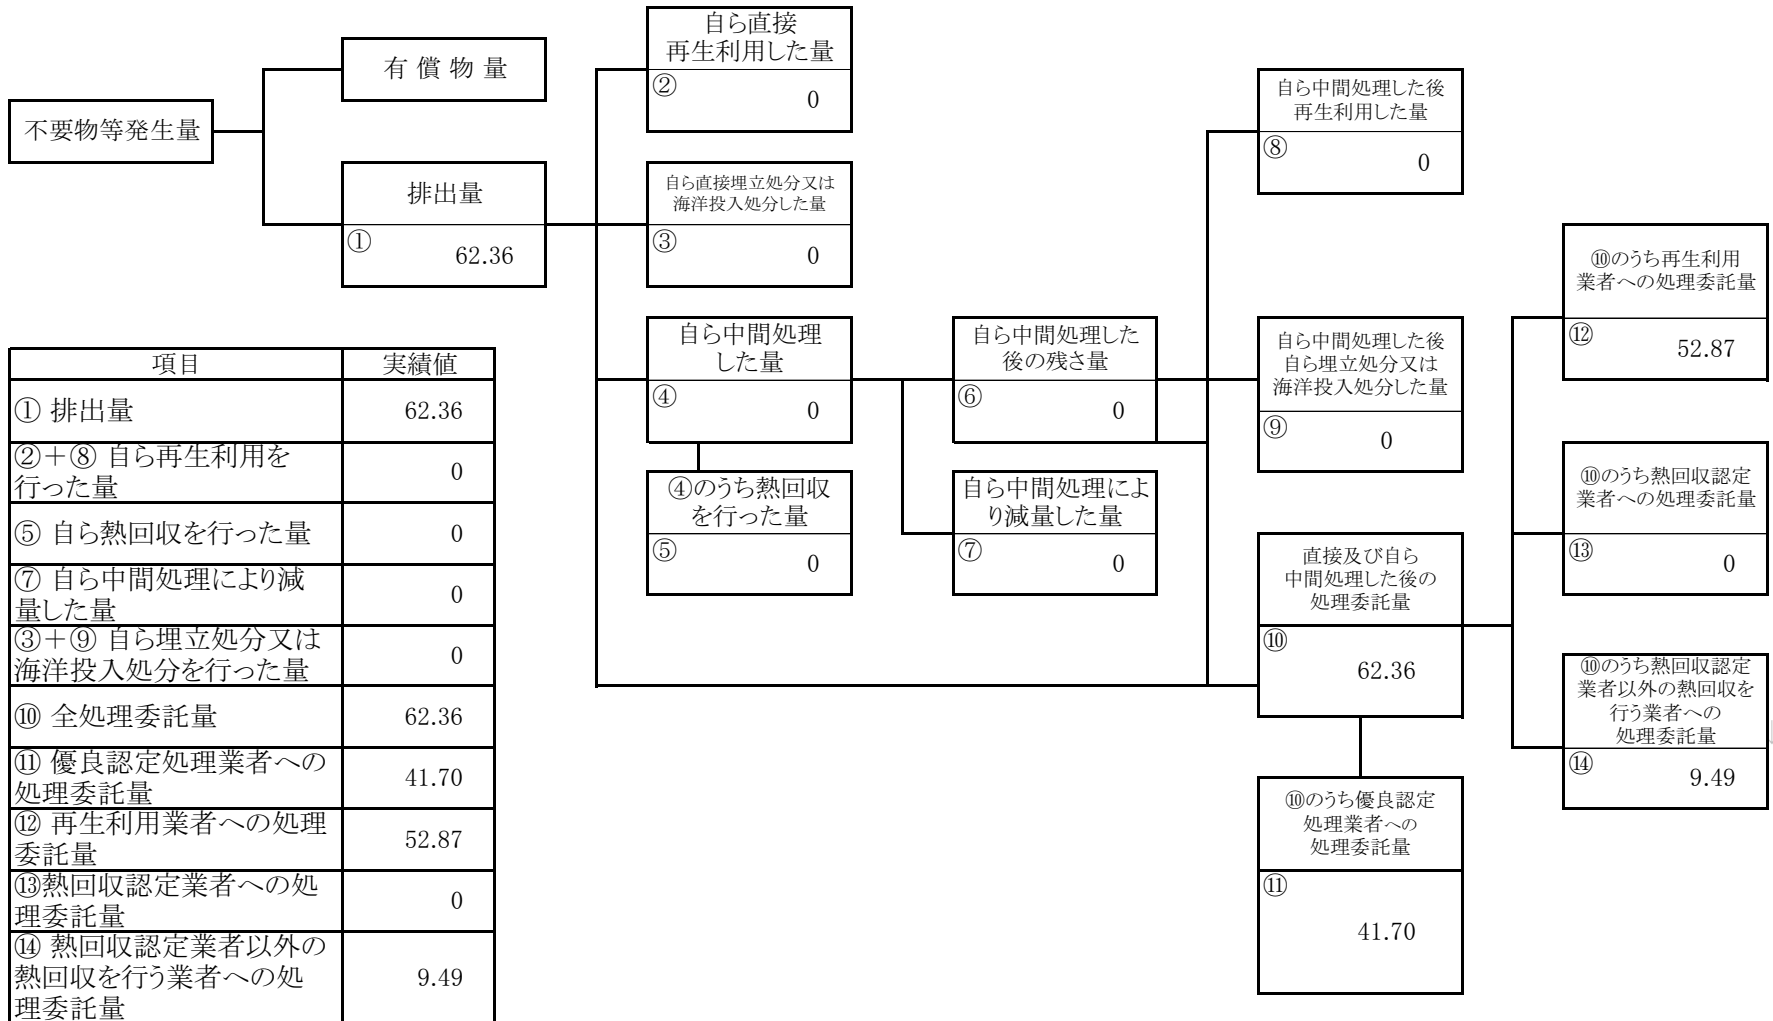 不要物等発生量
有 償 物 量
排出量
①
62.36
自ら直接
再生利用した量
②
0
自ら直接埋立処分又は
海洋投入処分した量
③
0
自ら中間処理
した量
④
0
④のうち熱回収
を行った量
⑤
0
自ら中間処理した
後の残さ量
⑥
0
自ら中間処理によ
り減量した量
⑦
0
自ら中間処理した後
再生利用した量
⑧
0
自ら中間処理した後
自ら埋立処分又は
海洋投入処分した量
⑨
0
直接及び自ら
中間処理した後の
処理委託量
⑩
62.36
⑩のうち優良認定
処理業者への
処理委託量
⑪
41.70
⑩のうち再生利用
業者への処理委託量
⑫
52.87
⑩のうち熱回収認定
業者への処理委託量
⑬
0
⑩のうち熱回収認定
業者以外の熱回収を
行う業者への
処理委託量
⑭
9.49
項目 実績値
① 排出量 62.36
②＋⑧ 自ら再生利用を
行った量 0
⑤ 自ら熱回収を行った量 0
⑦ 自ら中間処理により減
量した量 0
③＋⑨ 自ら埋立処分又は
海洋投入処分を行った量 0
⑩ 全処理委託量 62.36
⑪ 優良認定処理業者への
処理委託量 41.70
⑫ 再生利用業者への処理
委託量 52.87
⑬熱回収認定業者への処
理委託量 0
⑭ 熱回収認定業者以外の
熱回収を行う業者への処
理委託量 9.49